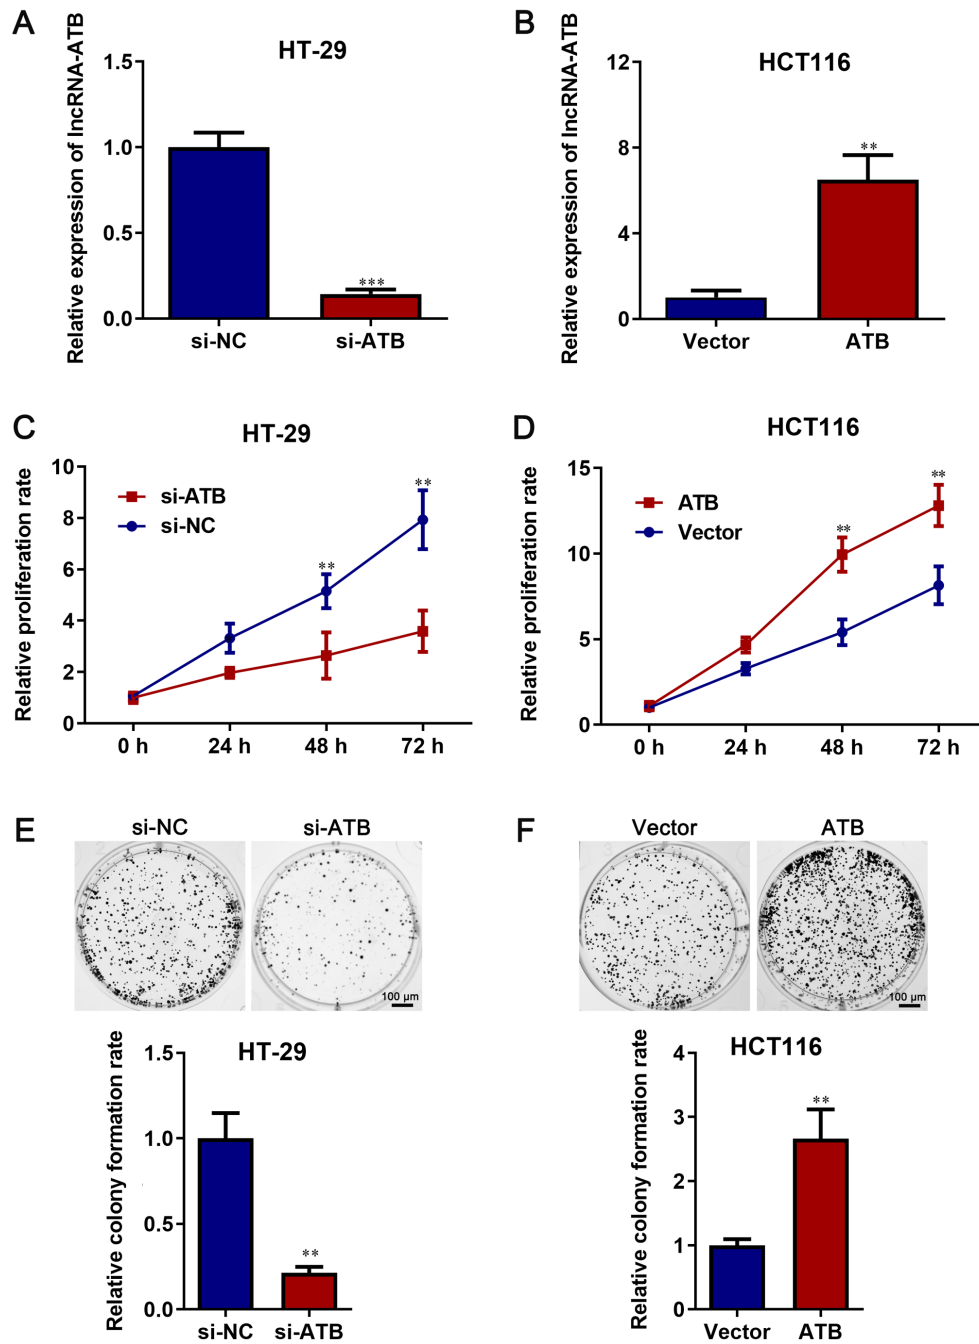 A
HT-29
Relative expression of lncRNA-ATB
1.5
1.0
0.5
0.0
***
si-NC
si-ATB
B
HCT116
Relative expression of lncRNA-ATB
12
8
4
0
**
Vector
ATB
C
HT-29
Relative proliferation rate
10
8
6
4
2
0
si-ATB
si-NC
**
**
0 h
24 h
48 h
72 h
D
HCT116
Relative proliferation rate
15
10
5
0
ATB
Vector
**
**
0 h
24 h
48 h
72 h
E
si-NC
si-ATB
100 µm
HT-29
Relative colony formation rate
1.5
1.0
0.5
0.0
**
si-NC
si-ATB
F
Vector
ATB
100 µm
HCT116
Relative colony formation rate
4
3
2
1
0
**
Vector
ATB